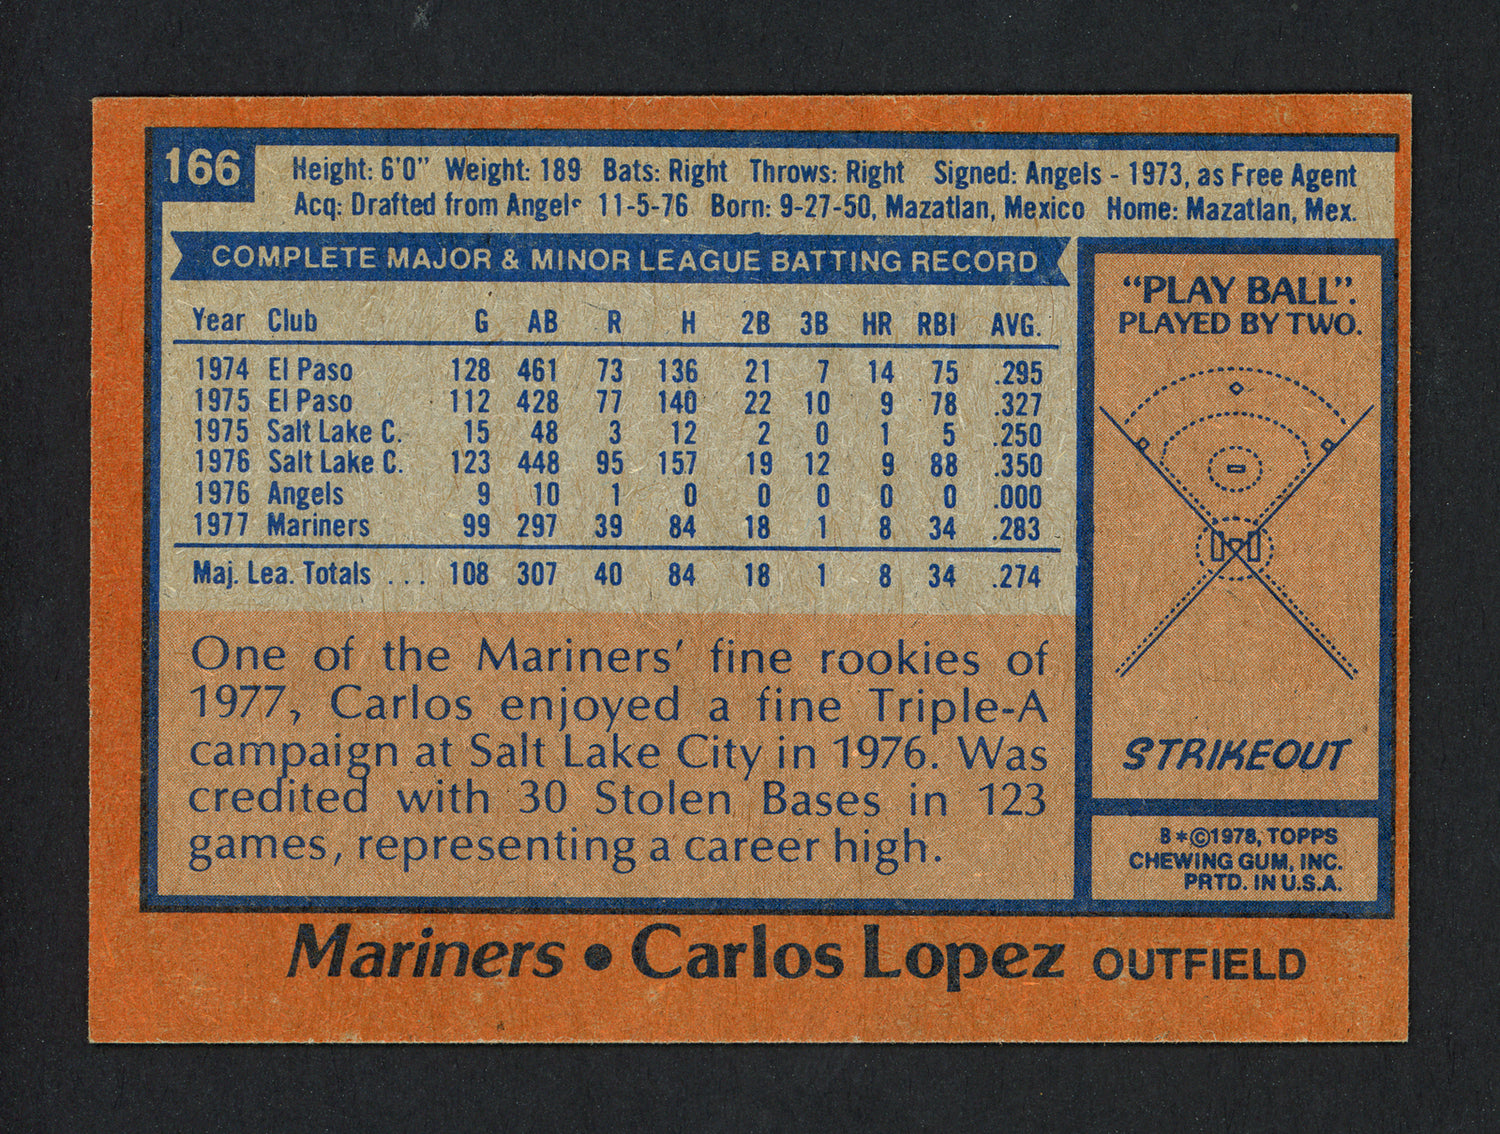 166
Height: 6'0" Weight: 189 Bats: Right Throws: Right Signed: Angels - 1973, as Free Agent
Acq: Drafted from Angels 11-5-76 Born: 9-27-50, Mazatlan, Mexico Home: Mazatlan, Mex.
COMPLETE MAJOR & MINOR LEAGUE BATTING RECORD
Year Club G AB R H 2B 3B HR RBI AVG.
1974 El Paso 128 461 73 136 21 7 14 75 .295
1975 El Paso 112 428 77 140 22 10 9 78 .327
1975 Salt Lake C. 15 48 3 12 2 0 1 5 .250
1976 Salt Lake C. 123 448 95 157 19 12 9 88 .350
1976 Angels 9 10 1 0 0 0 0 0 .000
1977 Mariners 99 297 39 84 18 1 8 34 .283
Maj. Lea. Totals ... 108 307 40 84 18 1 8 34 .274
One of the Mariners' fine rookies of
1977, Carlos enjoyed a fine Triple-A
campaign at Salt Lake City in 1976. Was
credited with 30 Stolen Bases in 123
games, representing a career high.
"PLAY BALL".
PLAYED BY TWO.
STRIKEOUT
B*©1978, TOPPS
CHEWING GUM, INC.
PRTD. IN U.S.A.
Mariners • Carlos Lopez OUTFIELD